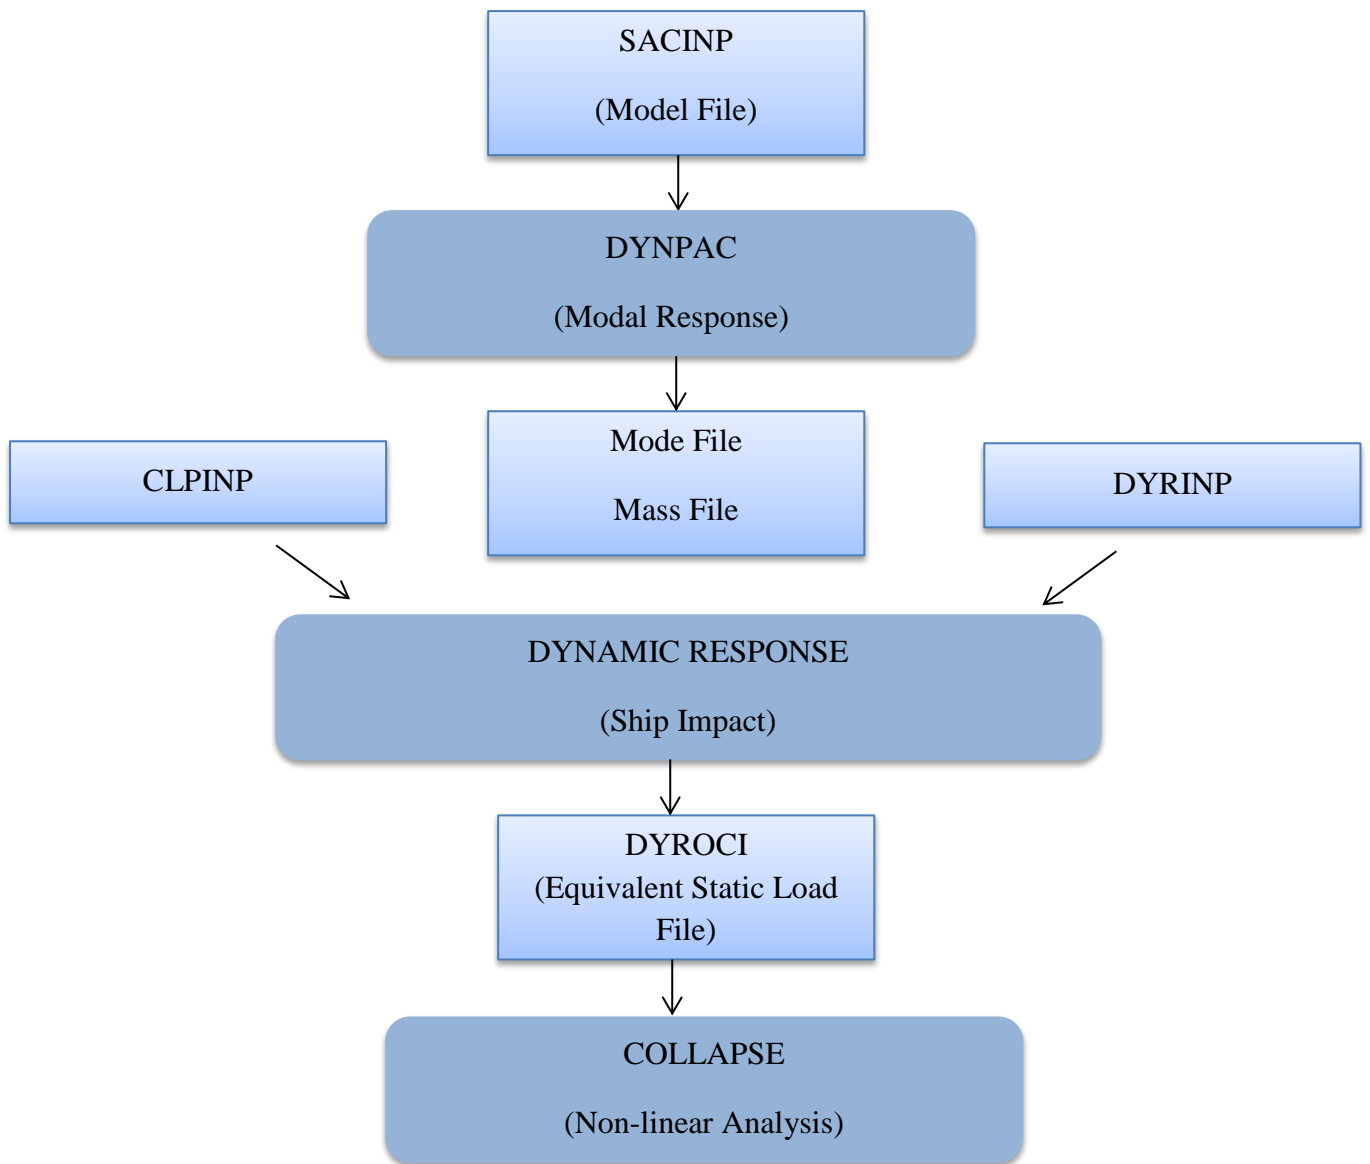 SACINP
(Model File)
DYNPAC
(Modal Response)
Mode File
Mass File
CLPINP
DYRINP
DYNAMIC RESPONSE
(Ship Impact)
DYROCI
(Equivalent Static Load
File)
COLLAPSE
(Non-linear Analysis)